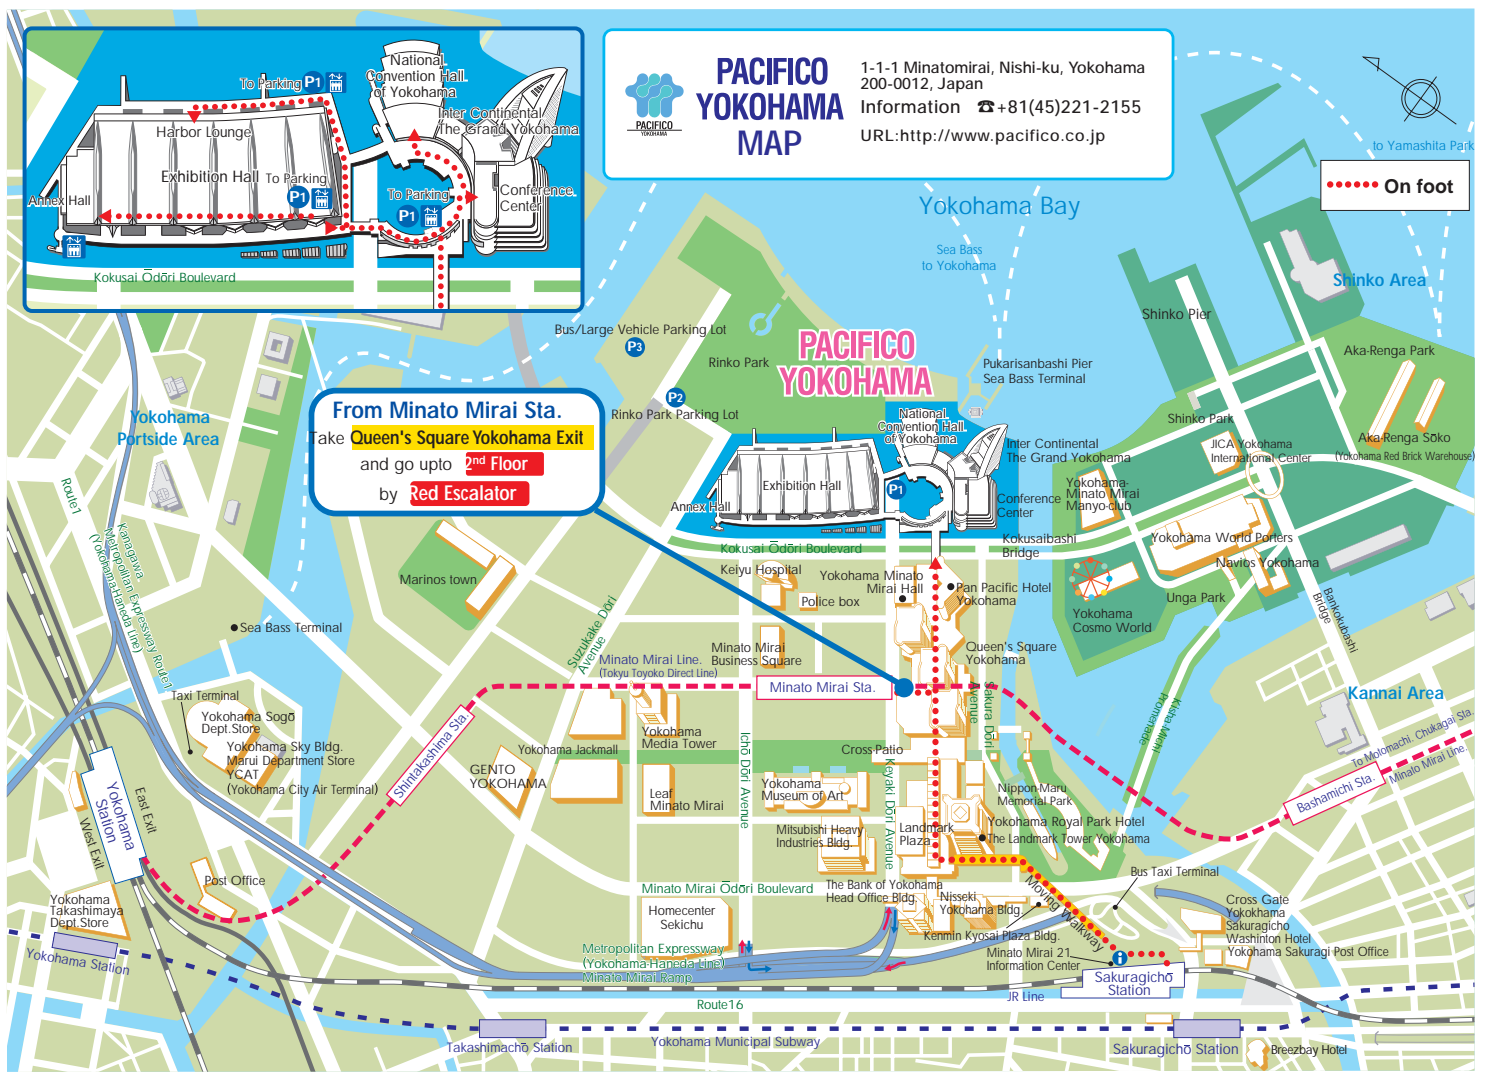 PACIFICO
YOKOHAMA
MAP
PACIFICO
YOKOHAMA
1-1-1 Minatomirai, Nishi-ku, Yokohama
200-0012, Japan
Information ☎+81(45)221-2155
URL:http://www.pacifico.co.jp
to Yamashita Park
On foot
National
Convention Hall
of Yokohama
To Parking P1
Inter Continental
The Grand Yokohama
Harbor Lounge
Exhibition Hall
To Parking
P1
To Parking
P1
Annex Hall
Conference
Center
Kokusai Ōdōri Boulevard
Yokohama Bay
Sea Bass
to Yokohama
Shinko Area
Shinko Pier
Bus/Large Vehicle Parking Lot
P3
Rinko Park
PACIFICO
YOKOHAMA
Pukarisanbashi Pier
Sea Bass Terminal
Aka-Renga Park
P2
Rinko Park Parking Lot
Yokohama
Portside Area
From Minato Mirai Sta.
Take Queen's Square Yokohama Exit
and go upto 2nd Floor
by Red Escalator
National
Convention Hall
of Yokohama
Inter Continental
The Grand Yokohama
Shinko Park
JICA Yokohama
International Center
Aka-Renga Sōko
(Yokohama Red Brick Warehouse)
Exhibition Hall
P1
Annex Hall
Conference
Center
Yokohama-
Minato Mirai
Manyo-club
Kokusai Ōdōri Boulevard
Kokusaibashi
Bridge
Yokohama World Porters
Navios Yokohama
Route1
Kanagawa
Metropolitan Expressway Route1
(Yokohama-Haneda Line)
Marinos town
Keiyu Hospital
Police box
Yokohama Minato
Mirai Hall
Pan Pacific Hotel
Yokohama
Yokohama
Cosmo World
Unga Park
Bankokubashi
Bridge
Sea Bass Terminal
Suzukake Dōri
Avenue
Minato Mirai
Business Square
Queen's Square
Yokohama
Minato Mirai Line.
(Tokyu Toyoko Direct Line)
Minato Mirai Sta.
Sakura Dōri
Avenue
Kisha-Michi
Promenade
Kannai Area
Taxi Terminal
Yokohama Sogō
Dept.Store
Yokohama Sky Bldg.
Marui Department Store
YCAT
(Yokohama City Air Terminal)
Shintakashima Sta.
Yokohama Jackmall
Yokohama
Media Tower
Cross Patio
To Motomachi, Chukagai Sta.
Minato Mirai Line.
Bashamichi Sta.
GENTO
YOKOHAMA
Leaf
Minato Mirai
Ichō Dōri Avenue
Yokohama
Museum of Art
Keyaki Dōri Avenue
Nippon-Maru
Memorial Park
Yokohama
Station
East Exit
West Exit
Mitsubishi Heavy
Industries Bldg.
Landmark
Plaza
Yokohama Royal Park Hotel
The Landmark Tower Yokohama
Post Office
Minato Mirai Ōdōri Boulevard
The Bank of Yokohama
Head Office Bldg.
Nisseki
Yokohama Bldg.
Moving Walkway
Bus Taxi Terminal
Yokohama
Takashimaya
Dept.Store
Homecenter
Sekichu
Kenmin Kyosai Plaza Bldg.
Cross Gate
Yokokhama
Sakuragicho
Washinton Hotel
Yokohama Sakuragi Post Office
Yokohama Station
Metropolitan Expressway
(Yokohama-Haneda Line)
Minato Mirai Ramp
Minato Mirai 21
Information Center
i
Sakuragichō
Station
Route16
JR Line
Takashimachō Station
Yokohama Municipal Subway
Sakuragichō Station
Breezbay Hotel